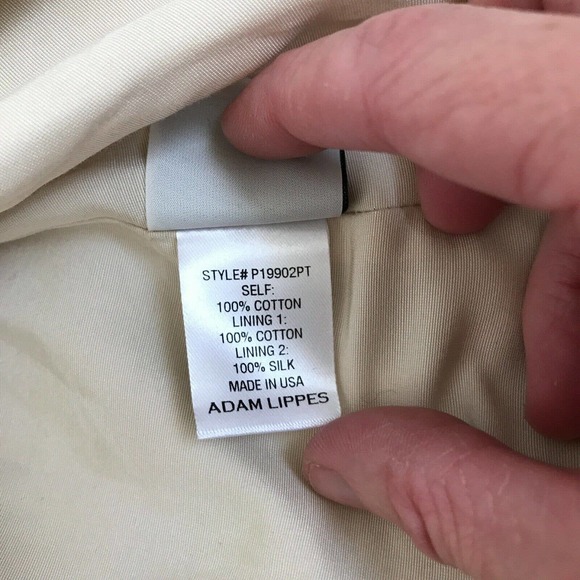 STYLE# P19902PT
SELF:
100% COTTON
LINING 1:
100% COTTON
LINING 2:
100% SILK
MADE IN USA
ADAM LIPPES